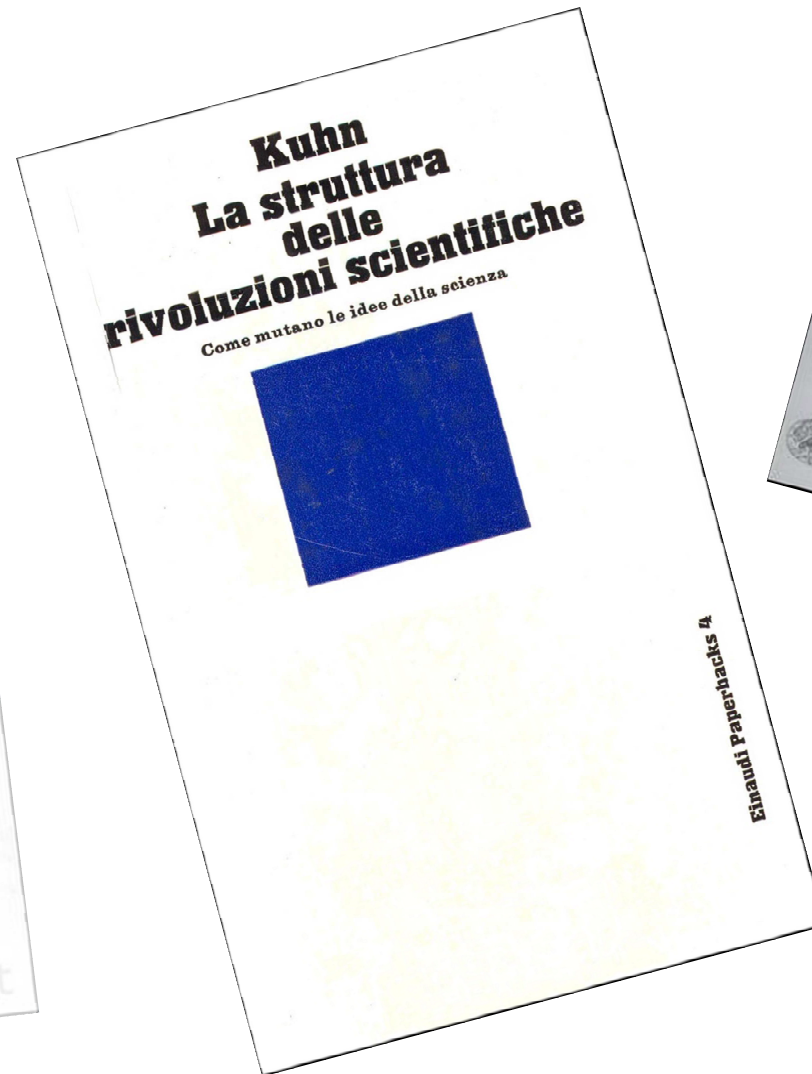 Kuhn
La struttura
delle
rivoluzioni scientifiche
Come mutano le idee della scienza
Einaudi Paperbacks 4
t